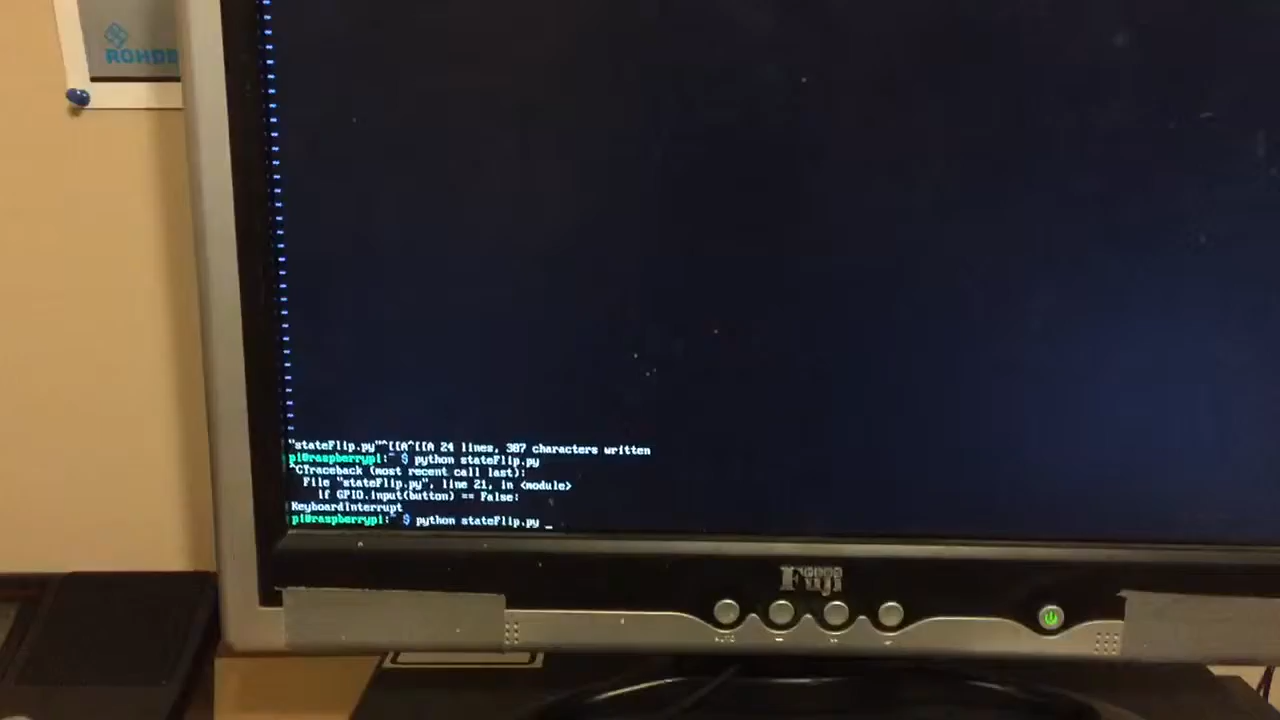 ROHDE
"stateFlip.py"^[[A^[[A 24 lines, 387 characters written
pi@raspberrypi:~ $ python stateFlip.py
^CTraceback (most recent call last):
  File "stateFlip.py", line 21, in <module>
    if GPIO.input(button) == False:
KeyboardInterrupt
pi@raspberrypi:~ $ python stateFlip.py _
Fuji